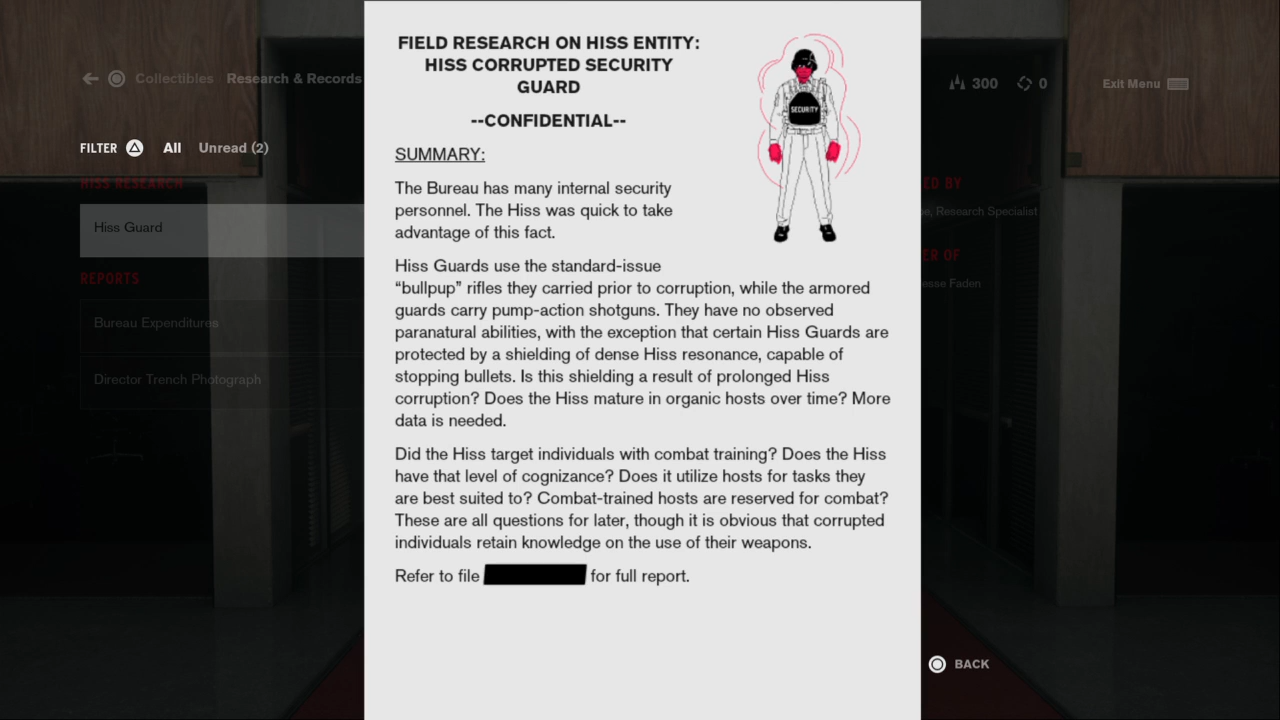 FIELD RESEARCH ON HISS ENTITY:
HISS CORRUPTED SECURITY
GUARD
--CONFIDENTIAL--
SUMMARY:
The Bureau has many internal security
personnel. The Hiss was quick to take
advantage of this fact.
Hiss Guards use the standard-issue
“bullpup” rifles they carried prior to corruption, while the armored
guards carry pump-action shotguns. They have no observed
paranatural abilities, with the exception that certain Hiss Guards are
protected by a shielding of dense Hiss resonance, capable of
stopping bullets. Is this shielding a result of prolonged Hiss
corruption? Does the Hiss mature in organic hosts over time? More
data is needed.
Did the Hiss target individuals with combat training? Does the Hiss
have that level of cognizance? Does it utilize hosts for tasks they
are best suited to? Combat-trained hosts are reserved for combat?
These are all questions for later, though it is obvious that corrupted
individuals retain knowledge on the use of their weapons.
Refer to file for full report.
SECURITY
Collectibles Research & Records
300 0
Exit Menu
FILTER All Unread (2)
HISS RESEARCH
Hiss Guard
REPORTS
Bureau Expenditures
Director Trench Photograph
BY
Research Specialist
OF
Faden
BACK